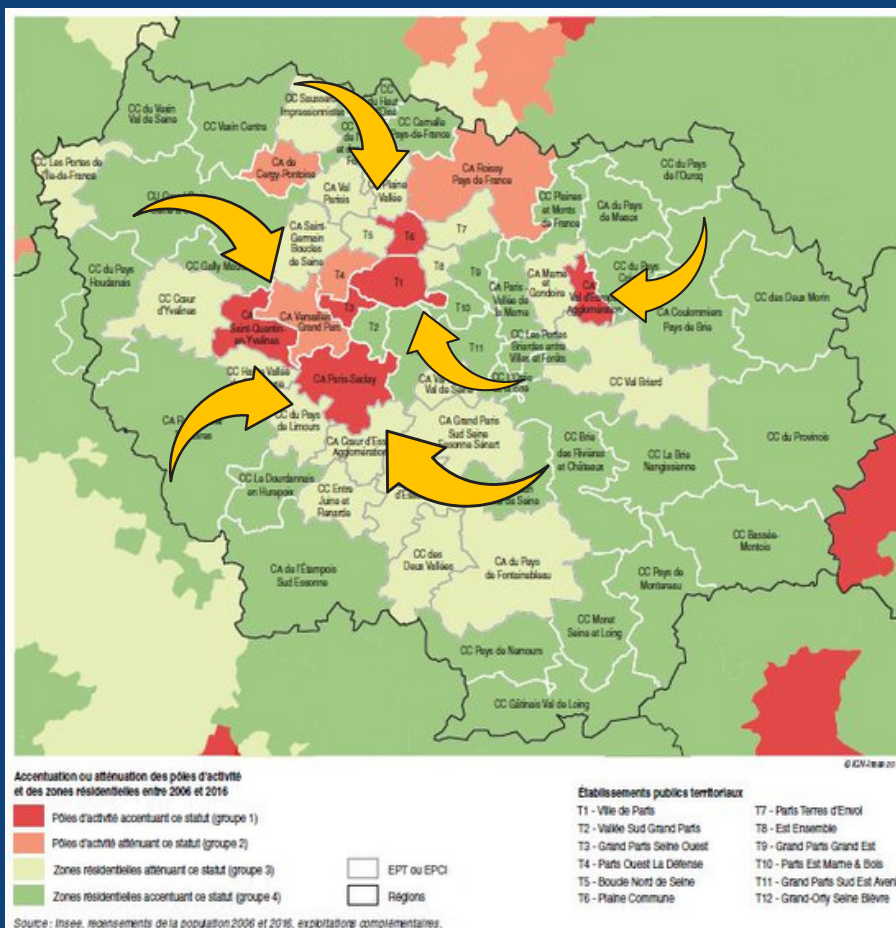 CC du Vexin
Val de Seine
CC Vexin Centre
CC Sausseron
Impressionnistes
CC Carnelle
Pays-de-France
CC Les Portes de
l'Île-de-France
CA de
Cergy-Pontoise
CA Val
Parisis
CC Plaine
Vallée
CA Roissy
Pays de France
CC du Pays
de l'Ourcq
CC Plaines
et Monts
de France
CA du Pays
de Meaux
CA Saint-
Germain
Boucles
de Seine
T5
T6
T7
T4
T1
T8
T9
T3
T10
T2
T11
CC du Pays
Houdanais
CC Gally
CC Cœur
d'Yvelines
CA
Saint-Quentin
en-Yvelines
CA Versailles
Grand Parc
CA Paris -
Vallée de
la Marne
CA Marne
et
Gondoire
CA
Val d'Europe
Agglomération
CC du Pays
CA Coulommiers
Pays de Brie
CC des Deux Morin
CC Les Portes
Briardes entre
Villes et Forêts
CC Val Briard
CA Paris-Saclay
CC du Pays
de Limours
CA Cœur d'Ess
Agglomération
CA Grand Paris
Sud Seine
Essonne Sénart
CC Brie
des Rivières
et Châteaux
CC La Brie
Nangissienne
CC du Provinois
CC Le Dourdannais
en Hurepoix
CC Entre
Juine et
Renarde
CC des
Deux Vallées
CA du Pays
de Fontainebleau
CC Bassée-
Montois
CC Pays de
Montereau
CA de l'Étampois
Sud Essonne
CC Moret
Seine et Loing
CC Pays de Nemours
CC Gâtinais Val de Loing
Accentuation ou atténuation des pôles d'activité
et des zones résidentielles entre 2006 et 2016
Pôles d'activité accentuant ce statut (groupe 1)
Pôles d'activité atténuant ce statut (groupe 2)
Zones résidentielles atténuant ce statut (groupe 3)
Zones résidentielles accentuant ce statut (groupe 4)
EPT ou EPCI
Régions
Établissements publics territoriaux
T1 - Ville de Paris
T2 - Vallée Sud Grand Paris
T3 - Grand Paris Seine Ouest
T4 - Paris Ouest La Défense
T5 - Boucle Nord de Seine
T6 - Plaine Commune
T7 - Paris Terres d'Envol
T8 - Est Ensemble
T9 - Grand Paris Grand Est
T10 - Paris Est Marne & Bois
T11 - Grand Paris Sud Est Aveni
T12 - Grand-Orly Seine Bièvre
Source : Insee, recensements de la population 2006 et 2016, exploitations complémentaires.